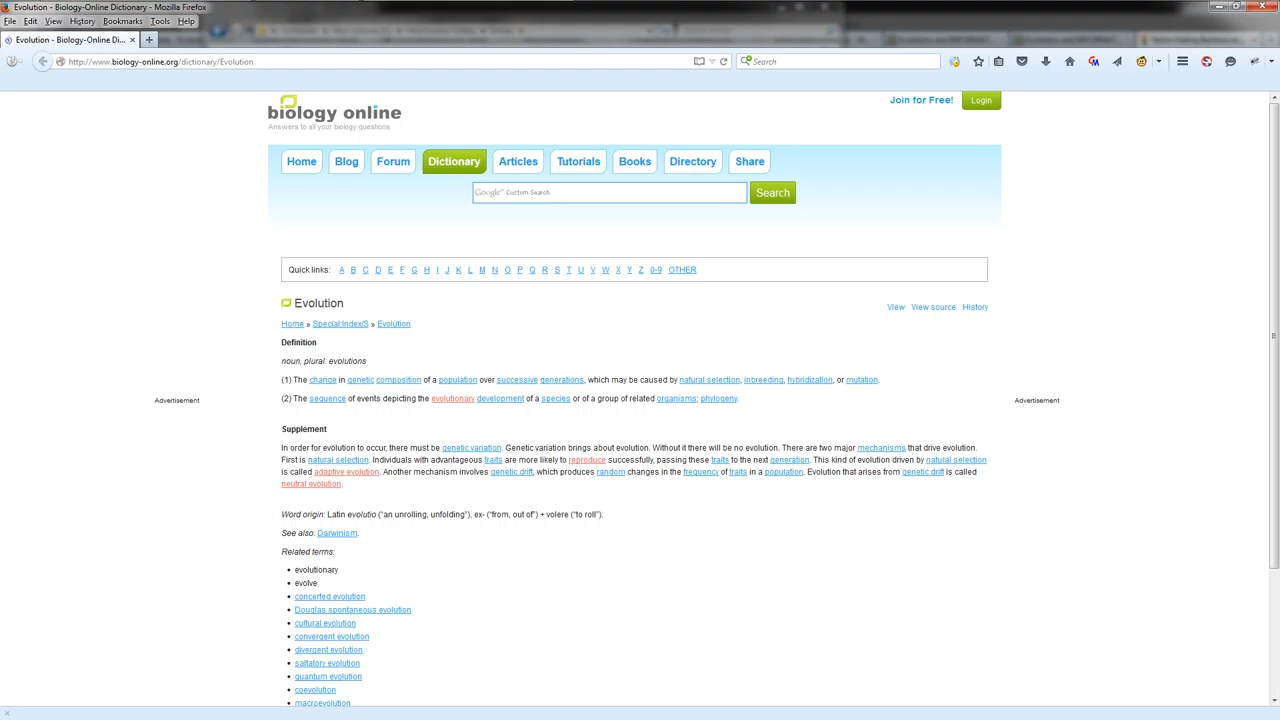 Evolution - Biology-Online Dictionary - Mozilla Firefox
File Edit View History Bookmarks Tools Help
Evolution - Biology-Online Di... × +
http://www.biology-online.org/dictionary/Evolution
Search
biology online
Answers to all your biology questions
Join for Free! Login
Home Blog Forum Dictionary Articles Tutorials Books Directory Share
Google™ Custom Search Search
Quick links: A B C D E F G H I J K L M N O P Q R S T U V W X Y Z 0-9 OTHER
Evolution
View View source History
Home » Special:Index/S » Evolution
Definition
noun, plural: evolutions
(1) The change in genetic composition of a population over successive generations, which may be caused by natural selection, inbreeding, hybridization, or mutation.
(2) The sequence of events depicting the evolutionary development of a species or of a group of related organisms; phylogeny.
Advertisement Advertisement
Supplement
In order for evolution to occur, there must be genetic variation. Genetic variation brings about evolution. Without it there will be no evolution. There are two major mechanisms that drive evolution.
First is natural selection. Individuals with advantageous traits are more likely to reproduce successfully, passing these traits to the next generation. This kind of evolution driven by natural selection
is called adaptive evolution. Another mechanism involves genetic drift, which produces random changes in the frequency of traits in a population. Evolution that arises from genetic drift is called
neutral evolution.
Word origin: Latin evolutio (“an unrolling, unfolding”), ex- (“from, out of”) + volere (“to roll”).
See also: Darwinism.
Related terms:
• evolutionary
• evolve
• concerted evolution
• Douglas spontaneous evolution
• cultural evolution
• convergent evolution
• divergent evolution
• saltatory evolution
• quantum evolution
• coevolution
• macroevolution